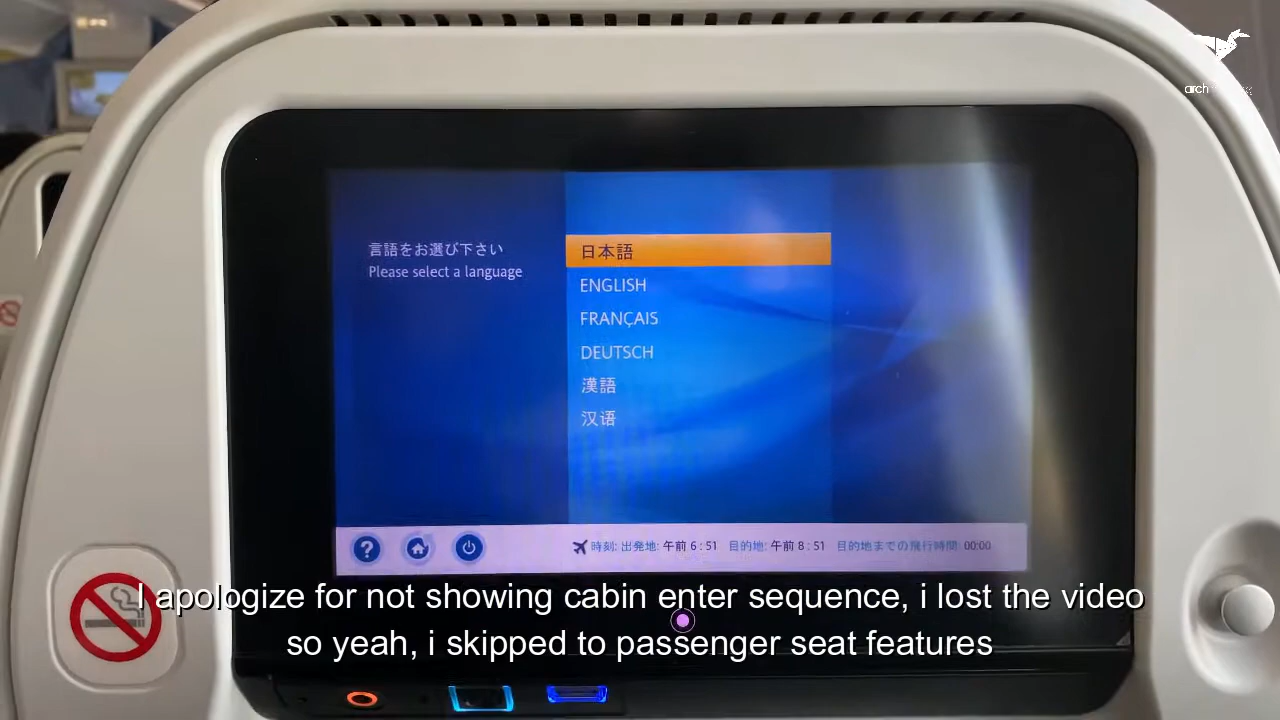 arch
言語をお選び下さい
Please select a language
日本語
ENGLISH
FRANÇAIS
DEUTSCH
漢語
汉语
?
時刻: 出発地: 午前 6 : 51 目的地: 午前 8 : 51 目的地までの飛行時間: 00:00
I apologize for not showing cabin enter sequence, i lost the video
so yeah, i skipped to passenger seat features